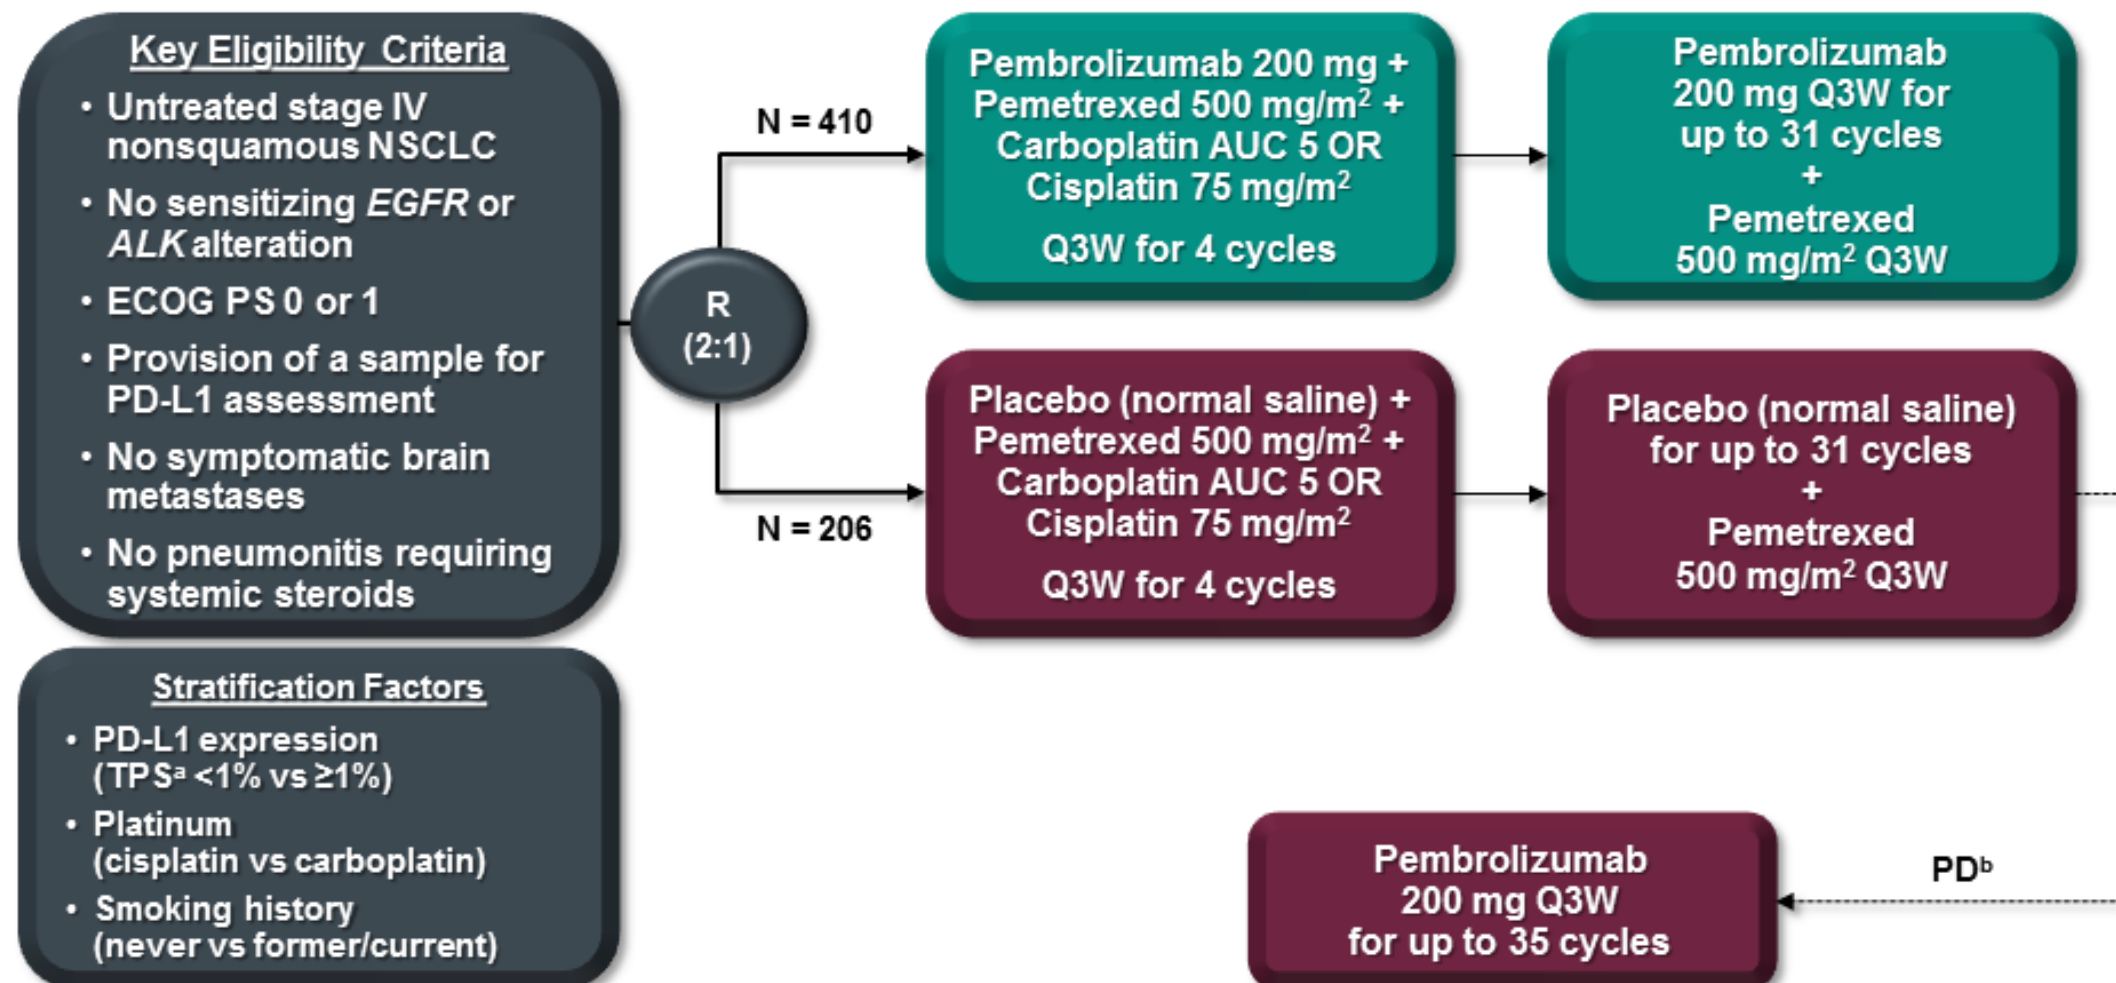 Key Eligibility Criteria
• Untreated stage IV
nonsquamous NSCLC
• No sensitizing EGFR or
ALK alteration
• ECOG PS 0 or 1
• Provision of a sample for
PD-L1 assessment
• No symptomatic brain
metastases
• No pneumonitis requiring
systemic steroids
Stratification Factors
• PD-L1 expression
(TPSᵃ <1% vs ≥1%)
• Platinum
(cisplatin vs carboplatin)
• Smoking history
(never vs former/current)
R
(2:1)
N = 410
Pembrolizumab 200 mg +
Pemetrexed 500 mg/m² +
Carboplatin AUC 5 OR
Cisplatin 75 mg/m²
Q3W for 4 cycles
Pembrolizumab
200 mg Q3W for
up to 31 cycles
+
Pemetrexed
500 mg/m² Q3W
N = 206
Placebo (normal saline) +
Pemetrexed 500 mg/m² +
Carboplatin AUC 5 OR
Cisplatin 75 mg/m²
Q3W for 4 cycles
Placebo (normal saline)
for up to 31 cycles
+
Pemetrexed
500 mg/m² Q3W
PDᵇ
Pembrolizumab
200 mg Q3W
for up to 35 cycles